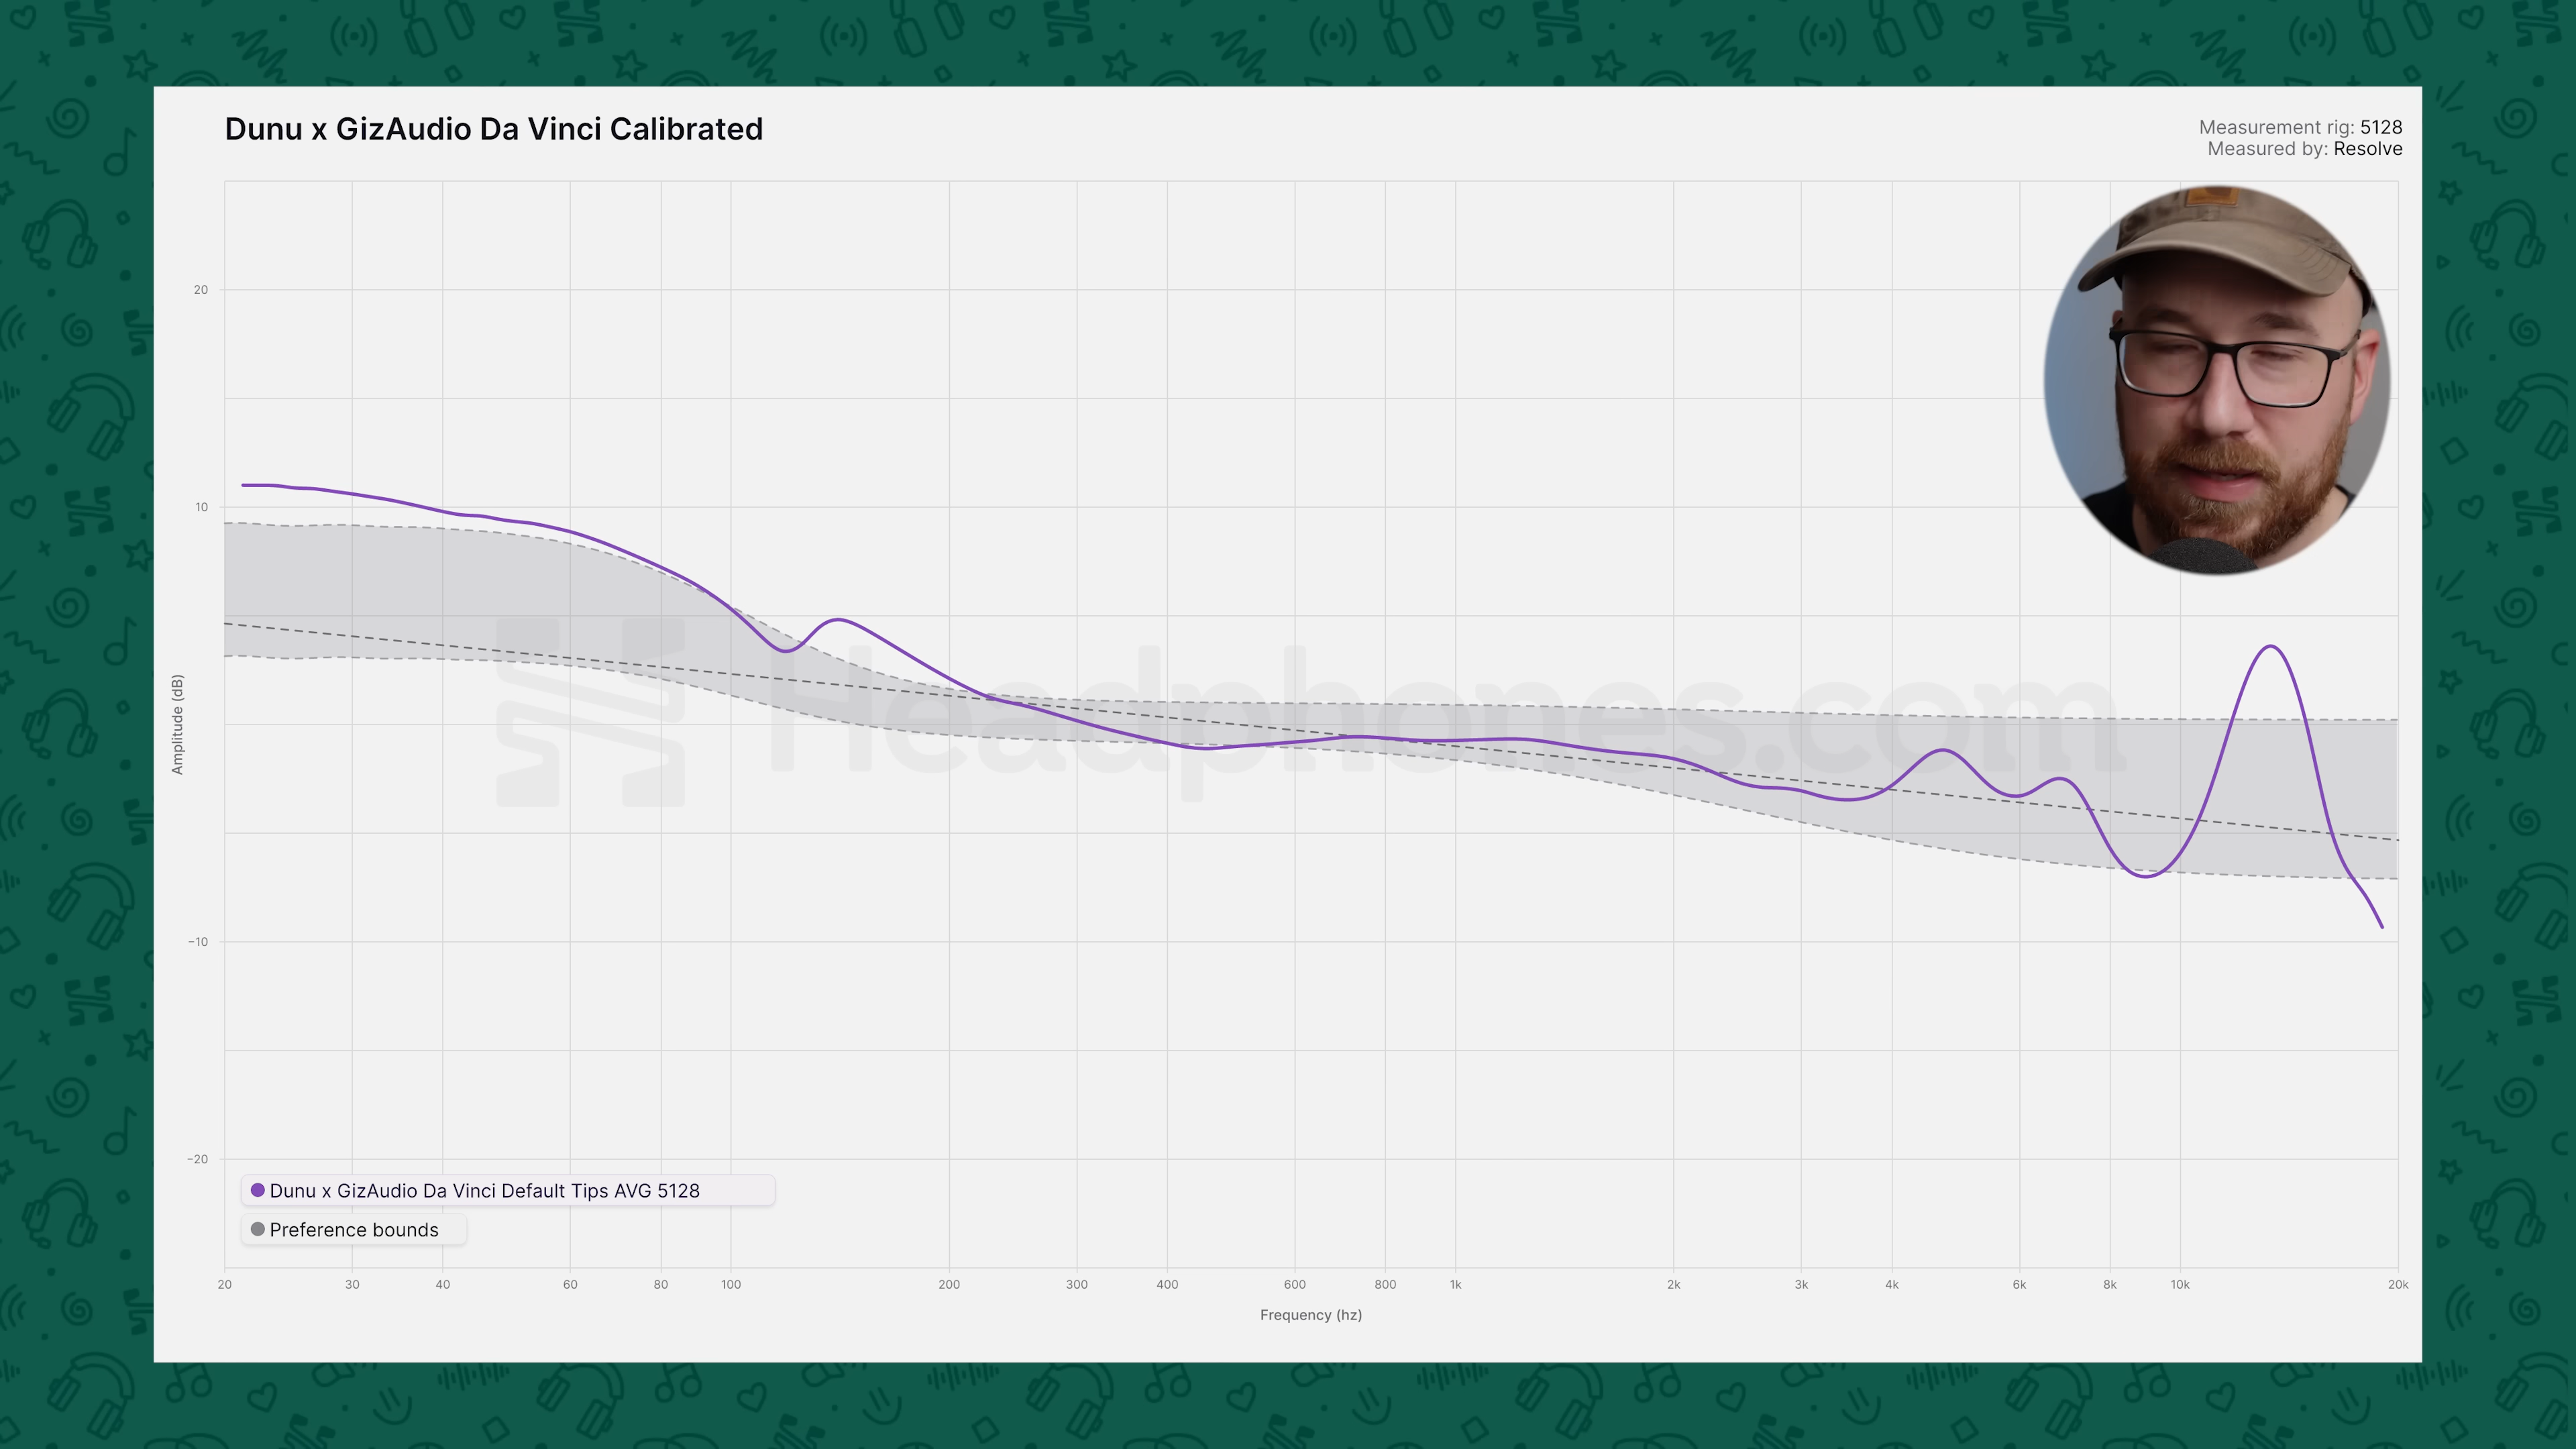 Dunu x GizAudio Da Vinci Calibrated
Measurement rig: 5128
Measured by: Resolve
20
10
−10
−20
Amplitude (dB)
Headphones.com
Dunu x GizAudio Da Vinci Default Tips AVG 5128
Preference bounds
20 30 40 60 80 100 200 300 400 600 800 1k 2k 3k 4k 6k 8k 10k 20k
Frequency (hz)